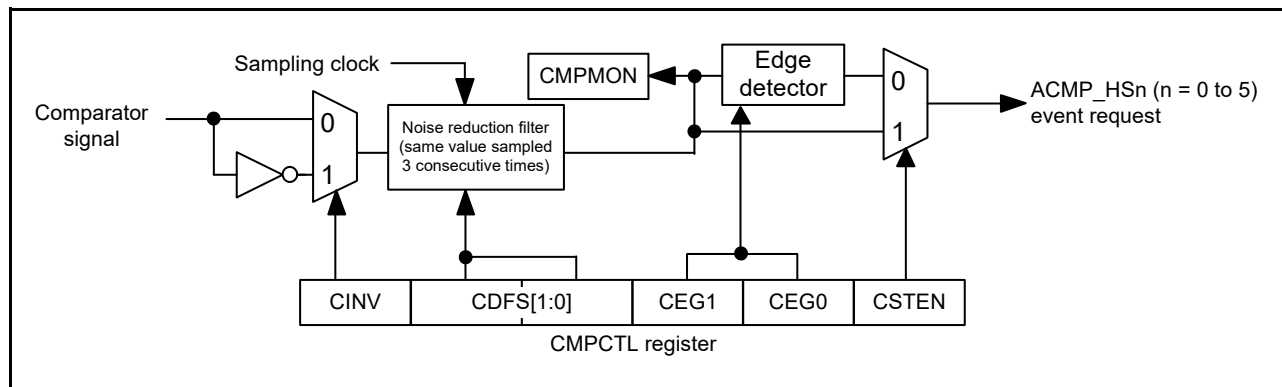 Sampling clock
CMPMON
Edge
detector
0
ACMP_HSn (n = 0 to 5)
event request
Comparator
signal
0
1
Noise reduction filter
(same value sampled
3 consecutive times)
1
CINV
CDFS[1:0]
CEG1
CEG0
CSTEN
CMPCTL register